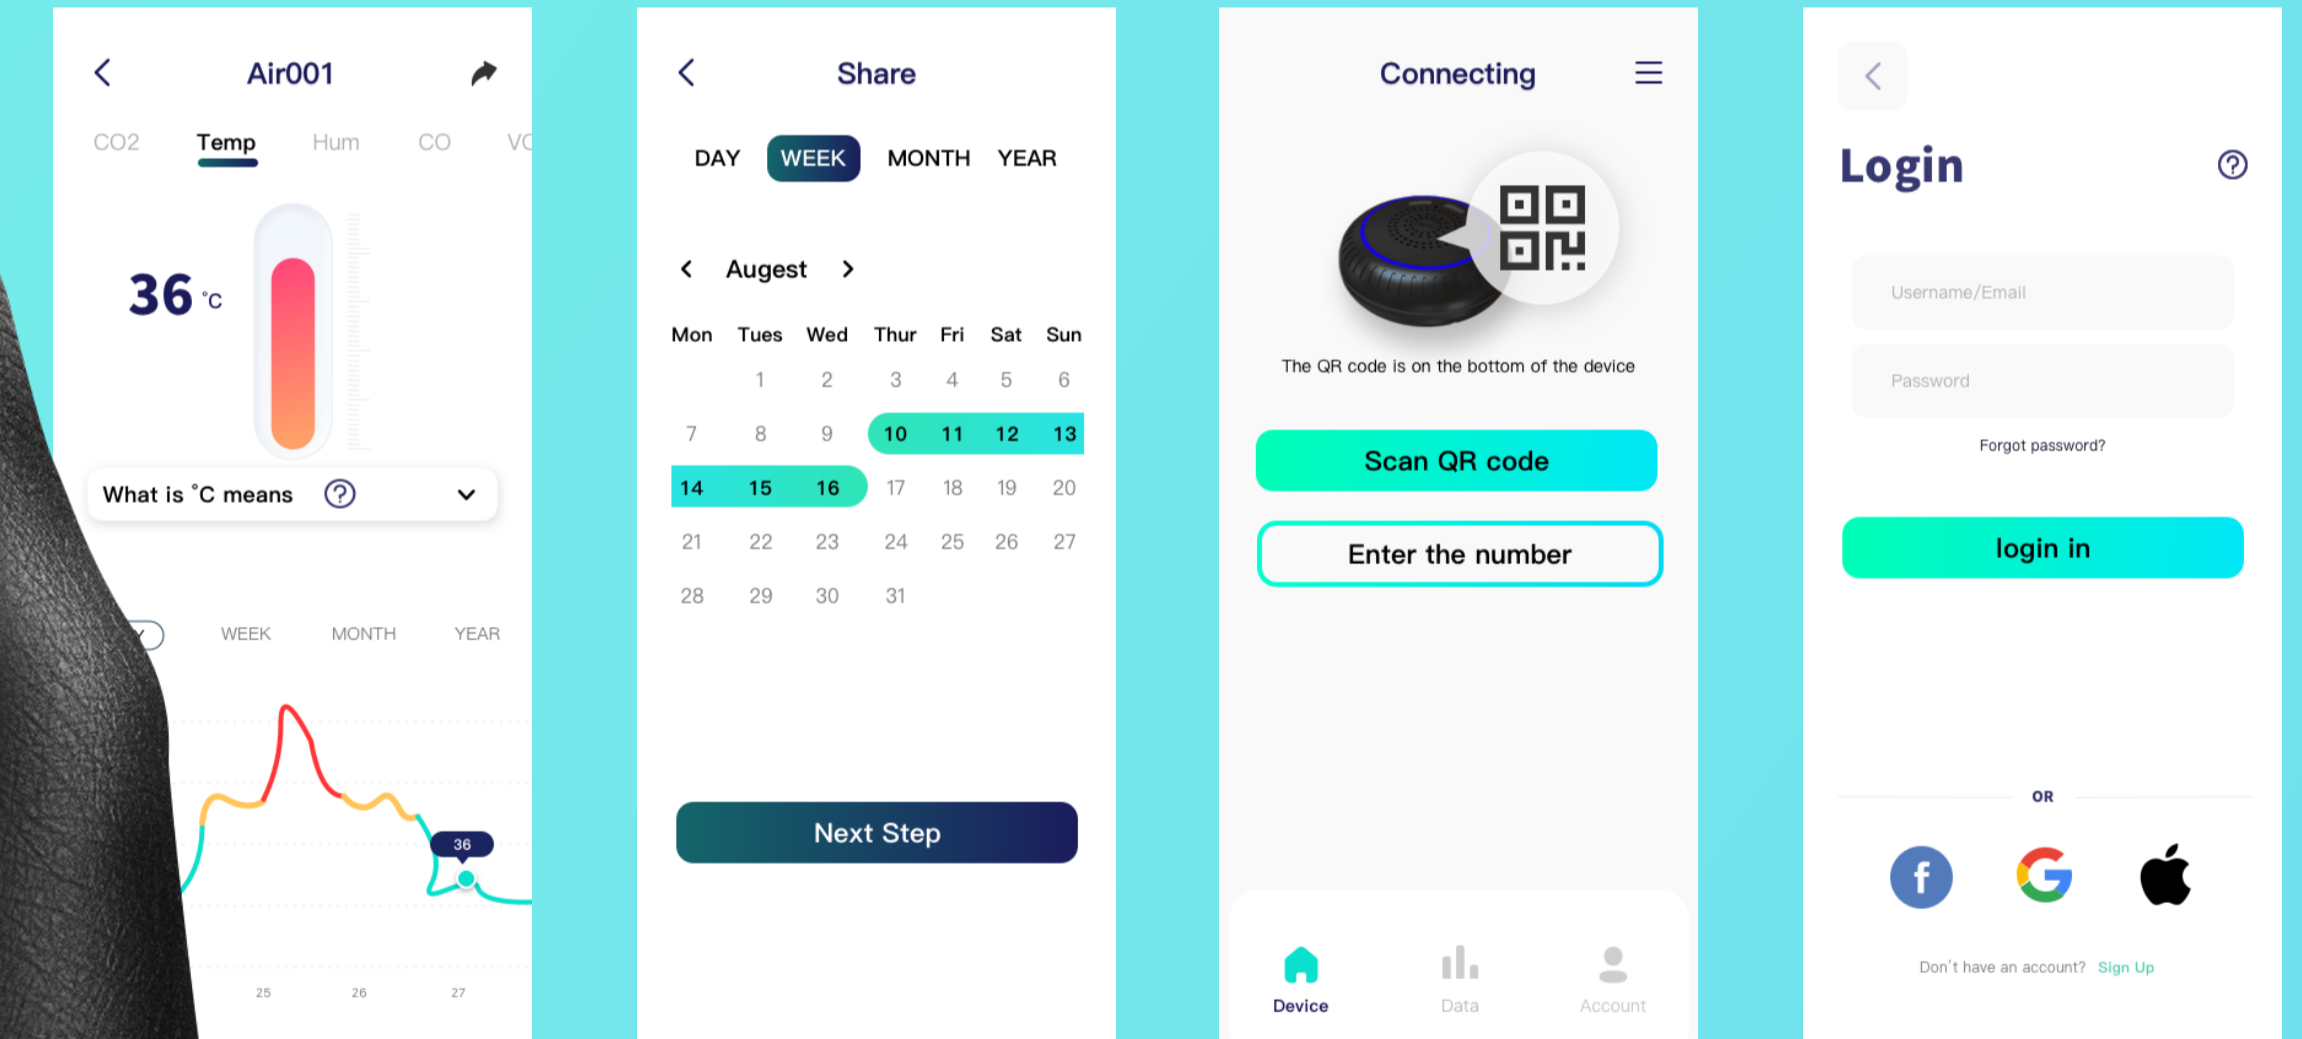 Air001
CO2 Temp Hum CO VO
36 °C
What is °C means ?
WEEK MONTH YEAR
36
25 26 27
Share
DAY WEEK MONTH YEAR
Augest
Mon Tues Wed Thur Fri Sat Sun
1 2 3 4 5 6
7 8 9 10 11 12 13
14 15 16 17 18 19 20
21 22 23 24 25 26 27
28 29 30 31
Next Step
Connecting
The QR code is on the bottom of the device
Scan QR code
Enter the number
Device Data Account
Login ?
Username/Email
Password
Forgot password?
login in
OR
f G
Don't have an account? Sign Up